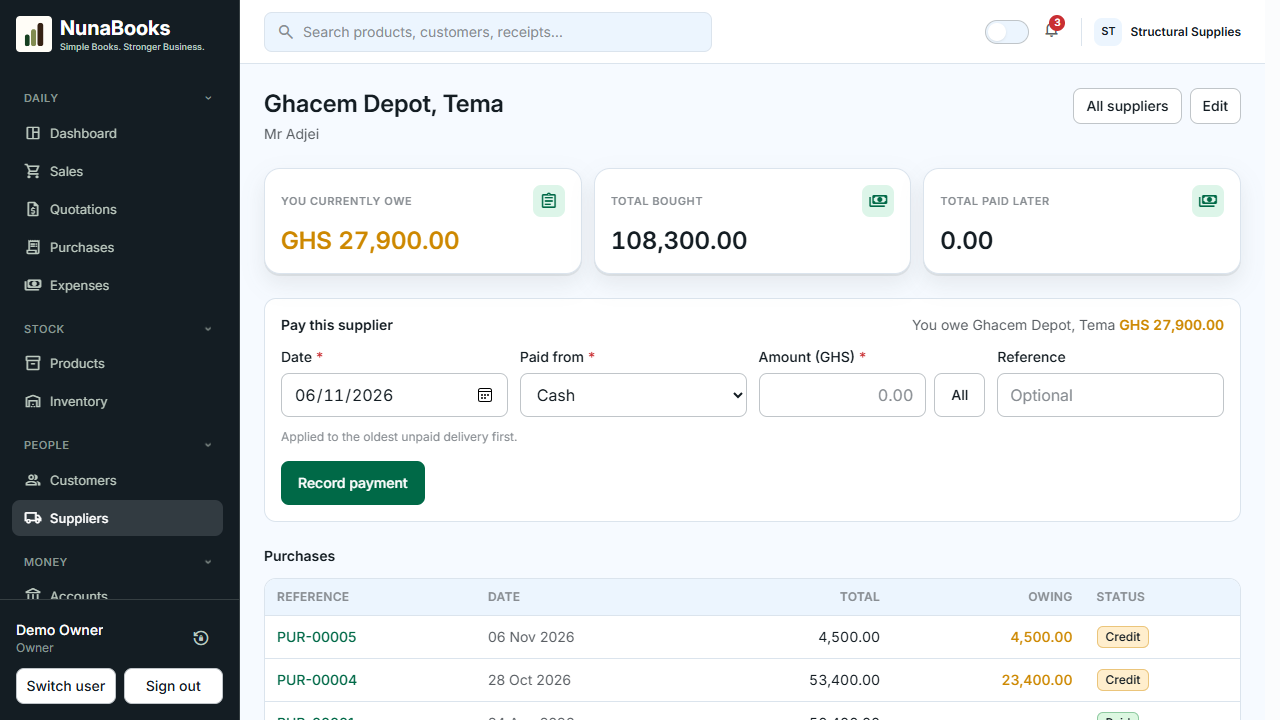 NunaBooks
Simple Books. Stronger Business.
DAILY
Dashboard
Sales
Quotations
Purchases
Expenses
STOCK
Products
Inventory
PEOPLE
Customers
Suppliers
MONEY
Accounts
Demo Owner
Owner
Switch user
Sign out
Search products, customers, receipts...
3
ST
Structural Supplies
Ghacem Depot, Tema
Mr Adjei
All suppliers
Edit
YOU CURRENTLY OWE
GHS 27,900.00
TOTAL BOUGHT
108,300.00
TOTAL PAID LATER
0.00
Pay this supplier
You owe Ghacem Depot, Tema GHS 27,900.00
Date *
Paid from *
Amount (GHS) *
Reference
06/11/2026
Cash
0.00
All
Optional
Applied to the oldest unpaid delivery first.
Record payment
Purchases
REFERENCE DATE TOTAL OWING STATUS
PUR-00005 06 Nov 2026 4,500.00 4,500.00 Credit
PUR-00004 28 Oct 2026 53,400.00 23,400.00 Credit